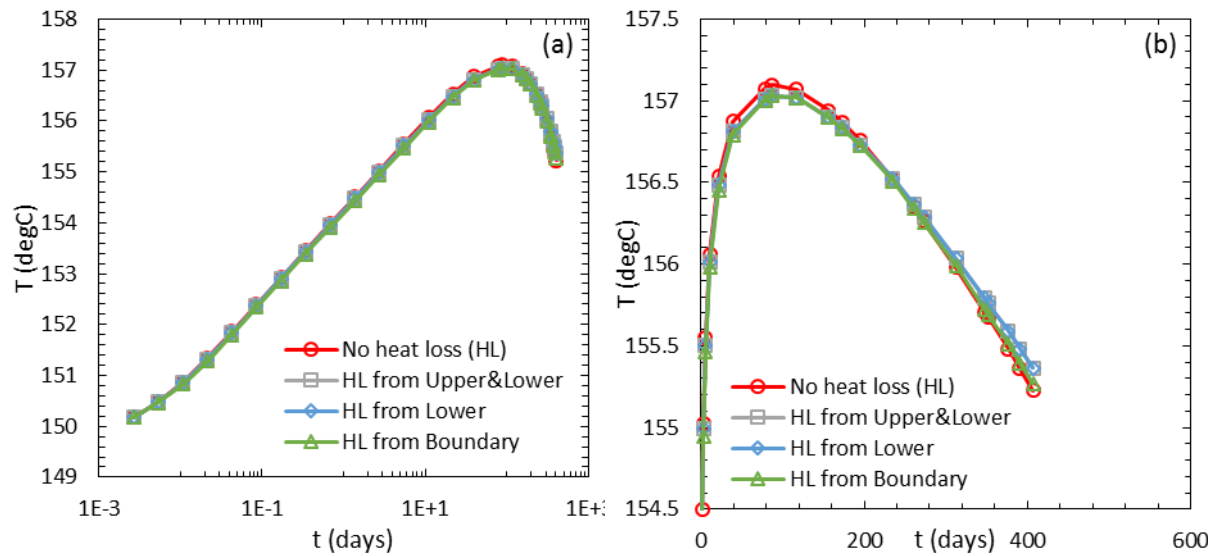 (a)
T (degC)
158
157
156
155
154
153
152
151
150
149
1E-3
1E-1
1E+1
1E+3
t (days)
No heat loss (HL)
HL from Upper&Lower
HL from Lower
HL from Boundary
(b)
T (degC)
157.5
157
156.5
156
155.5
155
154.5
0
200
400
600
t (days)
No heat loss (HL)
HL from Upper&Lower
HL from Lower
HL from Boundary